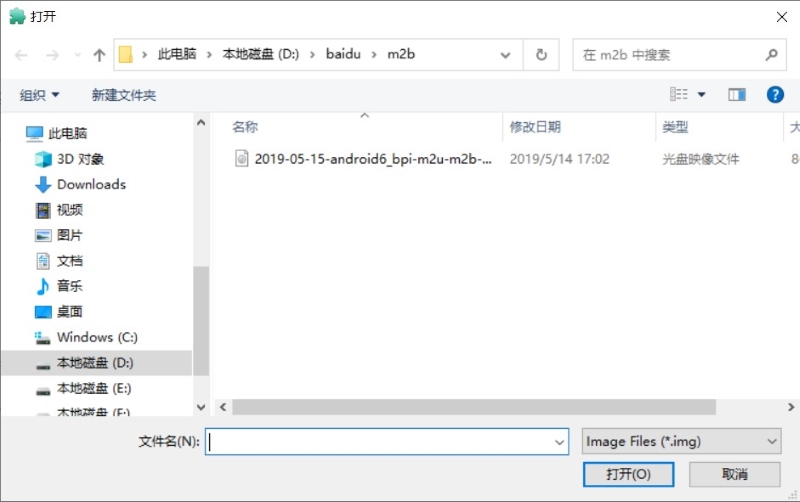 打开
此电脑 › 本地磁盘 (D:) › baidu › m2b
在 m2b 中搜索
组织
新建文件夹
名称
修改日期
类型
大
2019-05-15-android6_bpi-m2u-m2b-...
2019/5/14 17:02
光盘映像文件
8
此电脑
3D 对象
Downloads
视频
图片
文档
音乐
桌面
Windows (C:)
本地磁盘 (D:)
本地磁盘 (E:)
本地磁盘 (F:)
文件名(N):
Image Files (*.img)
打开(O)
取消